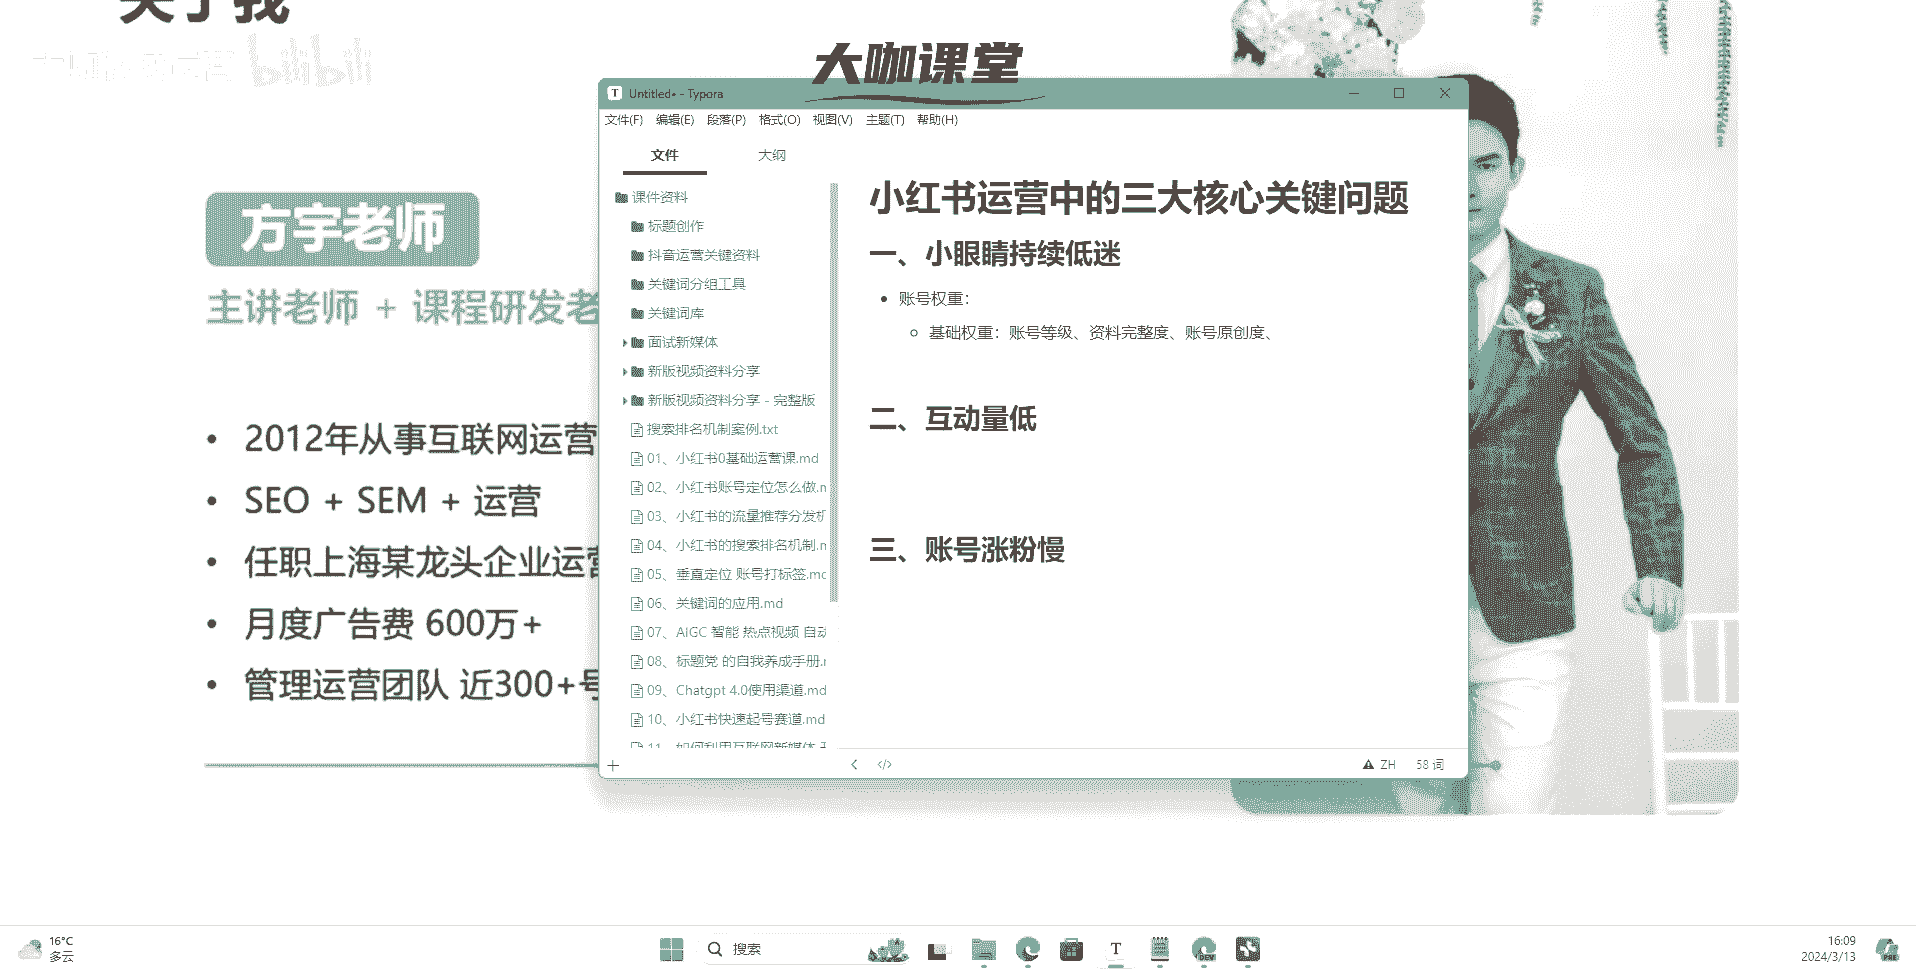 关于我
bilibili
大咖课堂
方宇老师
主讲老师 + 课程研发老
• 2012年从事互联网运营
• SEO + SEM + 运营
• 任职上海某龙头企业运营
• 月度广告费 600万+
• 管理运营团队 近300+号
T Untitled• - Typora
文件(F) 编辑(E) 段落(P) 格式(O) 视图(V) 主题(T) 帮助(H)
文件 大纲
课件资料
标题创作
抖音运营关键资料
关键词分组工具
关键词库
面试新媒体
新版视频资料分享
新版视频资料分享 - 完整版
搜索排名机制案例.txt
01、小红书0基础运营课.md
02、小红书账号定位怎么做.m
03、小红书的流量推荐分发机
04、小红书的搜索排名机制.m
05、垂直定位 账号打标签.md
06、关键词的应用.md
07、AIGC 智能 热点视频 自动
08、标题党 的自我养成手册.m
09、Chatgpt 4.0使用渠道.md
10、小红书快速起号赛道.md
11、如何利用互联网新媒体
小红书运营中的三大核心关键问题
一、小眼睛持续低迷
• 账号权重：
○ 基础权重：账号等级、资料完整度、账号原创度、
二、互动量低
三、账号涨粉慢
ZH 58 词
16°C
多云
搜索
T
DEV
16:09
2024/3/13
PRE